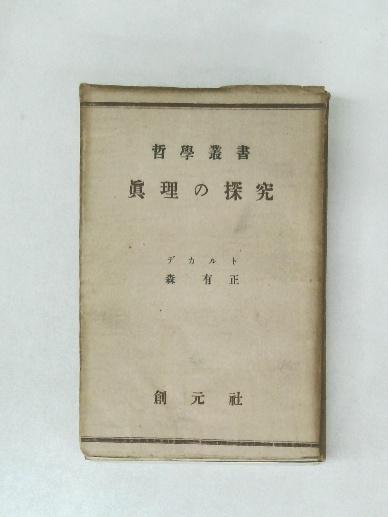 哲學叢書
眞理の探究
デカルト
森有正
創元社